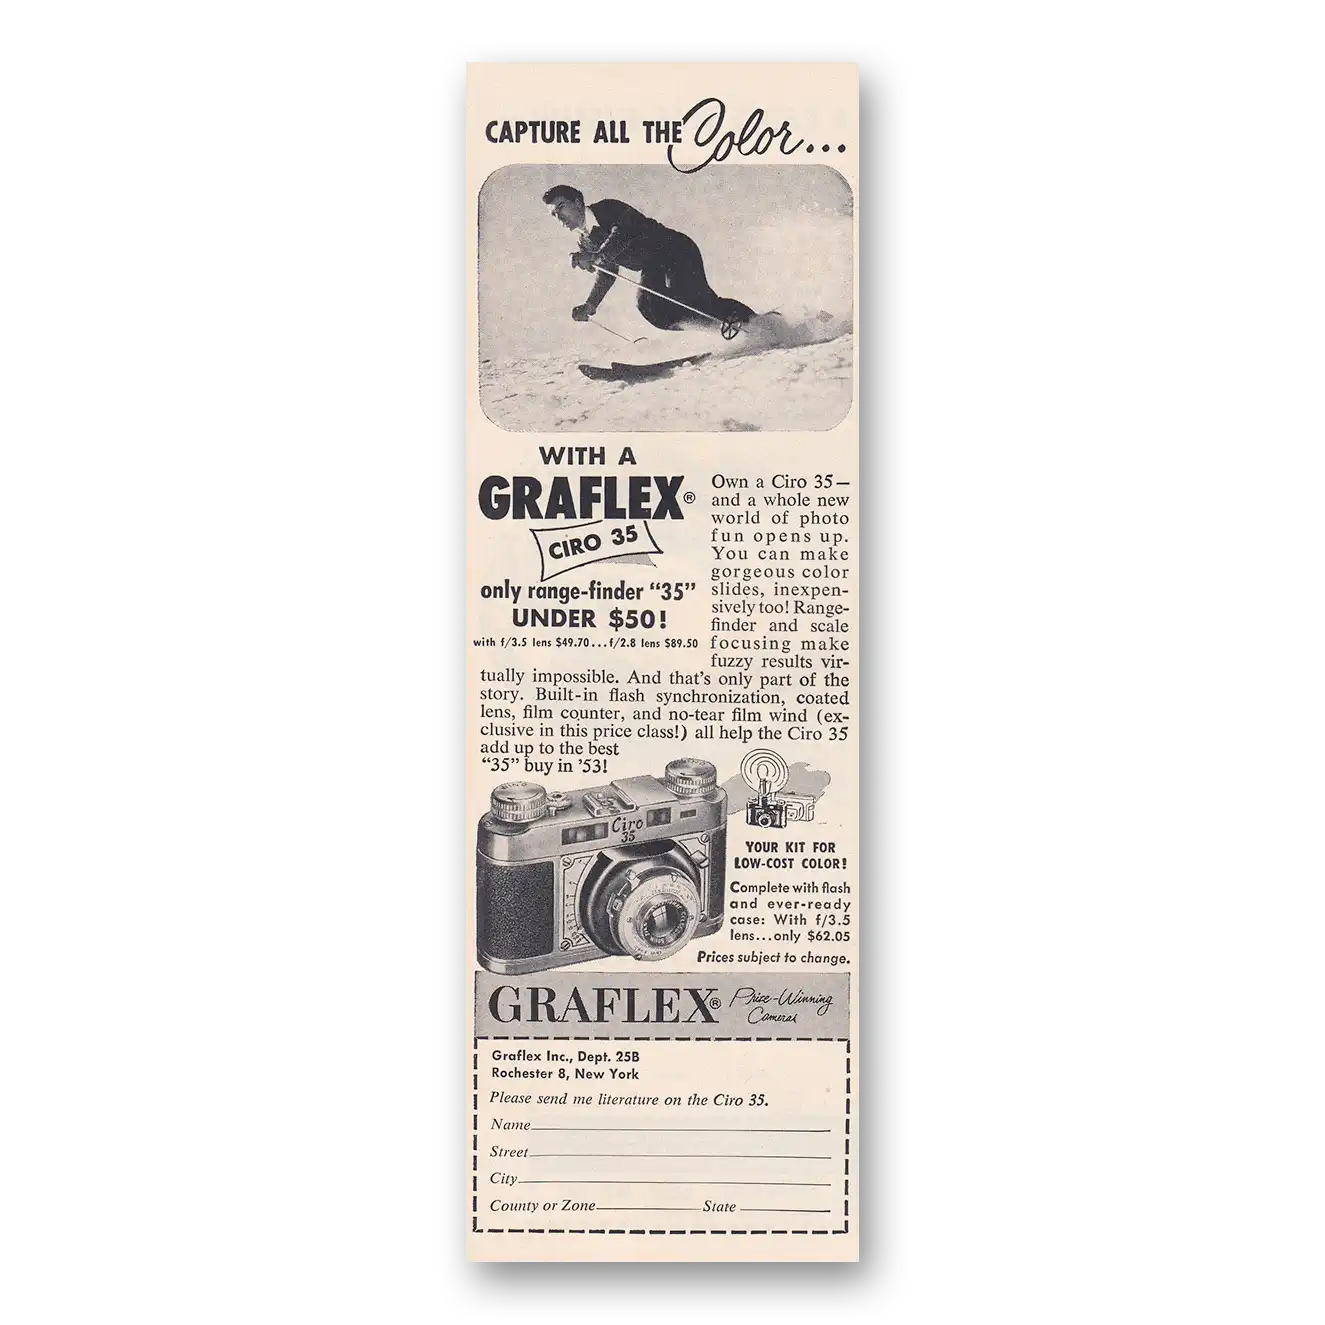 CAPTURE ALL THE Color...
WITH A
GRAFLEX®
CIRO 35
only range-finder “35”
UNDER $50!
with f/3.5 lens $49.70...f/2.8 lens $89.50
Own a Ciro 35—
and a whole new
world of photo
fun opens up.
You can make
gorgeous color
slides, inexpen-
sively too! Range-
finder and scale
focusing make
fuzzy results vir-
tually impossible. And that’s only part of the
story. Built-in flash synchronization, coated
lens, film counter, and no-tear film wind (ex-
clusive in this price class!) all help the Ciro 35
add up to the best
“35” buy in ’53!
Ciro
35
YOUR KIT FOR
LOW-COST COLOR!
Complete with flash
and ever-ready
case: With f/3.5
lens...only $62.05
Prices subject to change.
GRAFLEX® Prize-Winning
Cameras
Graflex Inc., Dept. 25B
Rochester 8, New York
Please send me literature on the Ciro 35.
Name
Street
City
County or Zone State